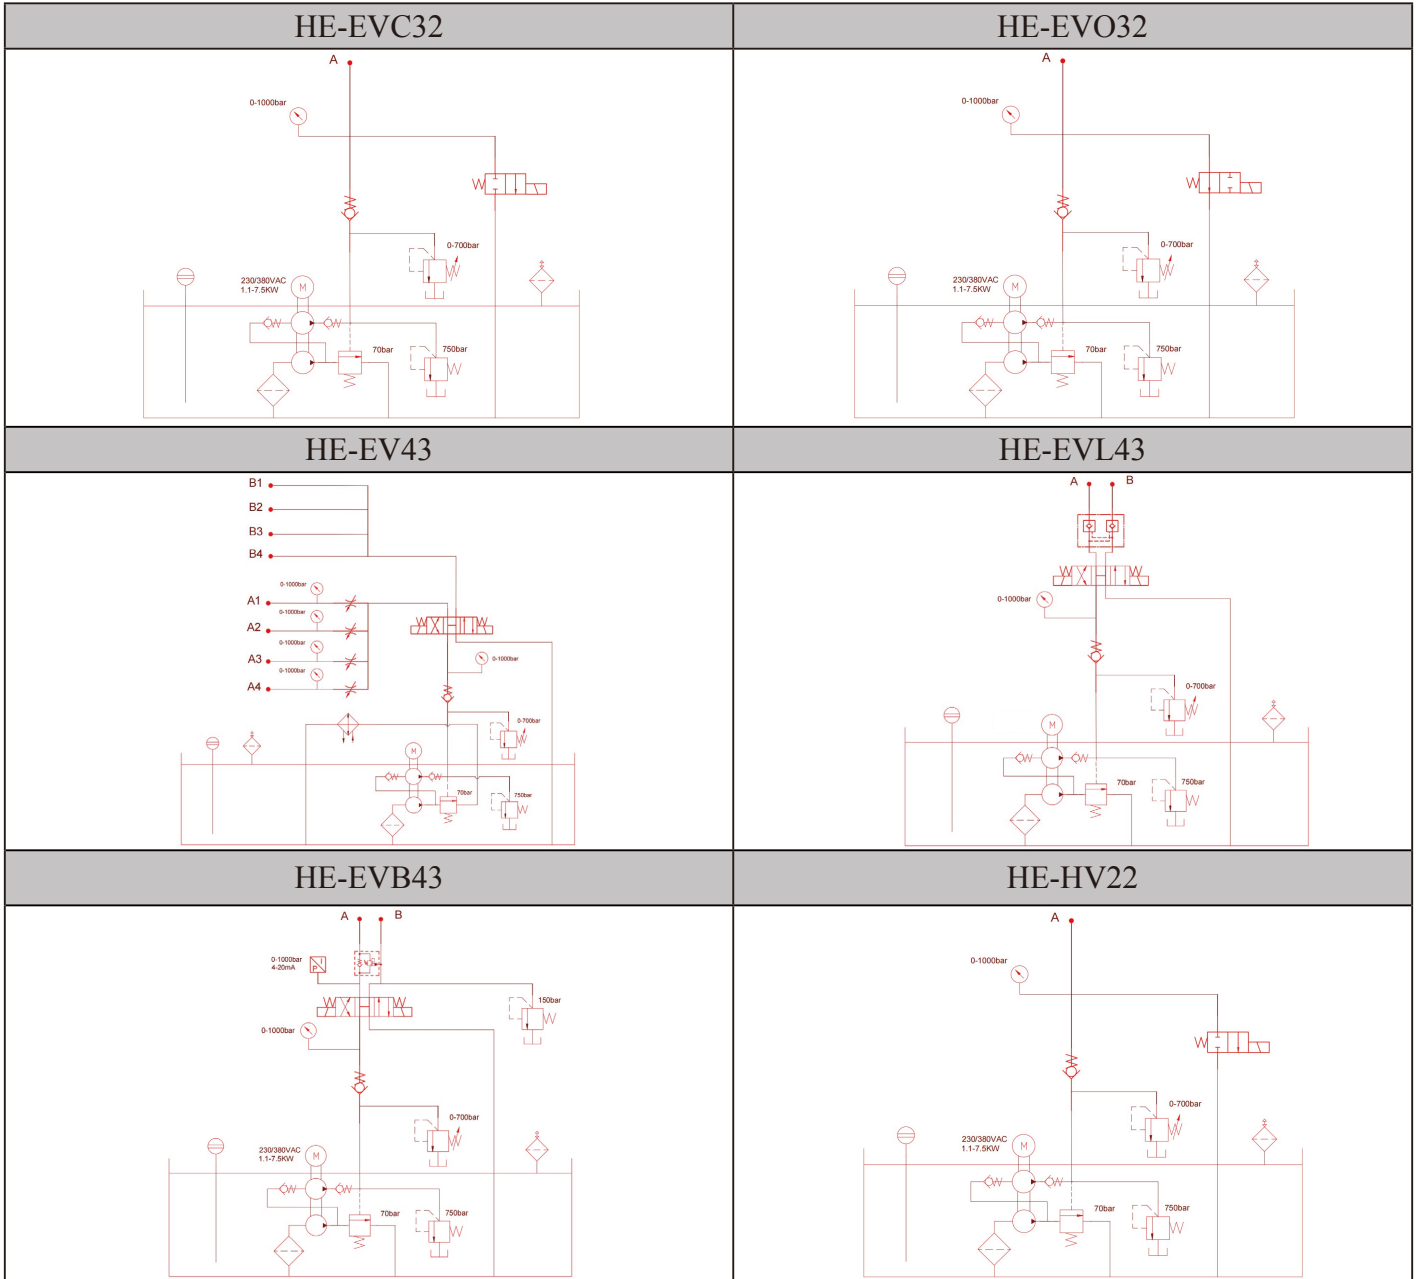 HE-EVC32
HE-EVO32
A
0-1000bar
0-700bar
230/380VAC
1.1-7.5KW
M
70bar
750bar
A
0-1000bar
0-700bar
230/380VAC
1.1-7.5KW
M
70bar
750bar
HE-EV43
HE-EVL43
B1
B2
B3
B4
0-1000bar
A1
0-1000bar
A2
0-1000bar
A3
0-1000bar
A4
0-1000bar
0-700bar
M
70bar
750bar
A B
0-1000bar
0-700bar
M
70bar
750bar
HE-EVB43
HE-HV22
A B
0-1000bar
4-20mA
I
P
150bar
0-1000bar
0-700bar
230/380VAC
1.1-7.5KW
M
70bar
750bar
A
0-1000bar
0-700bar
230/380VAC
1.1-7.5KW
M
70bar
750bar